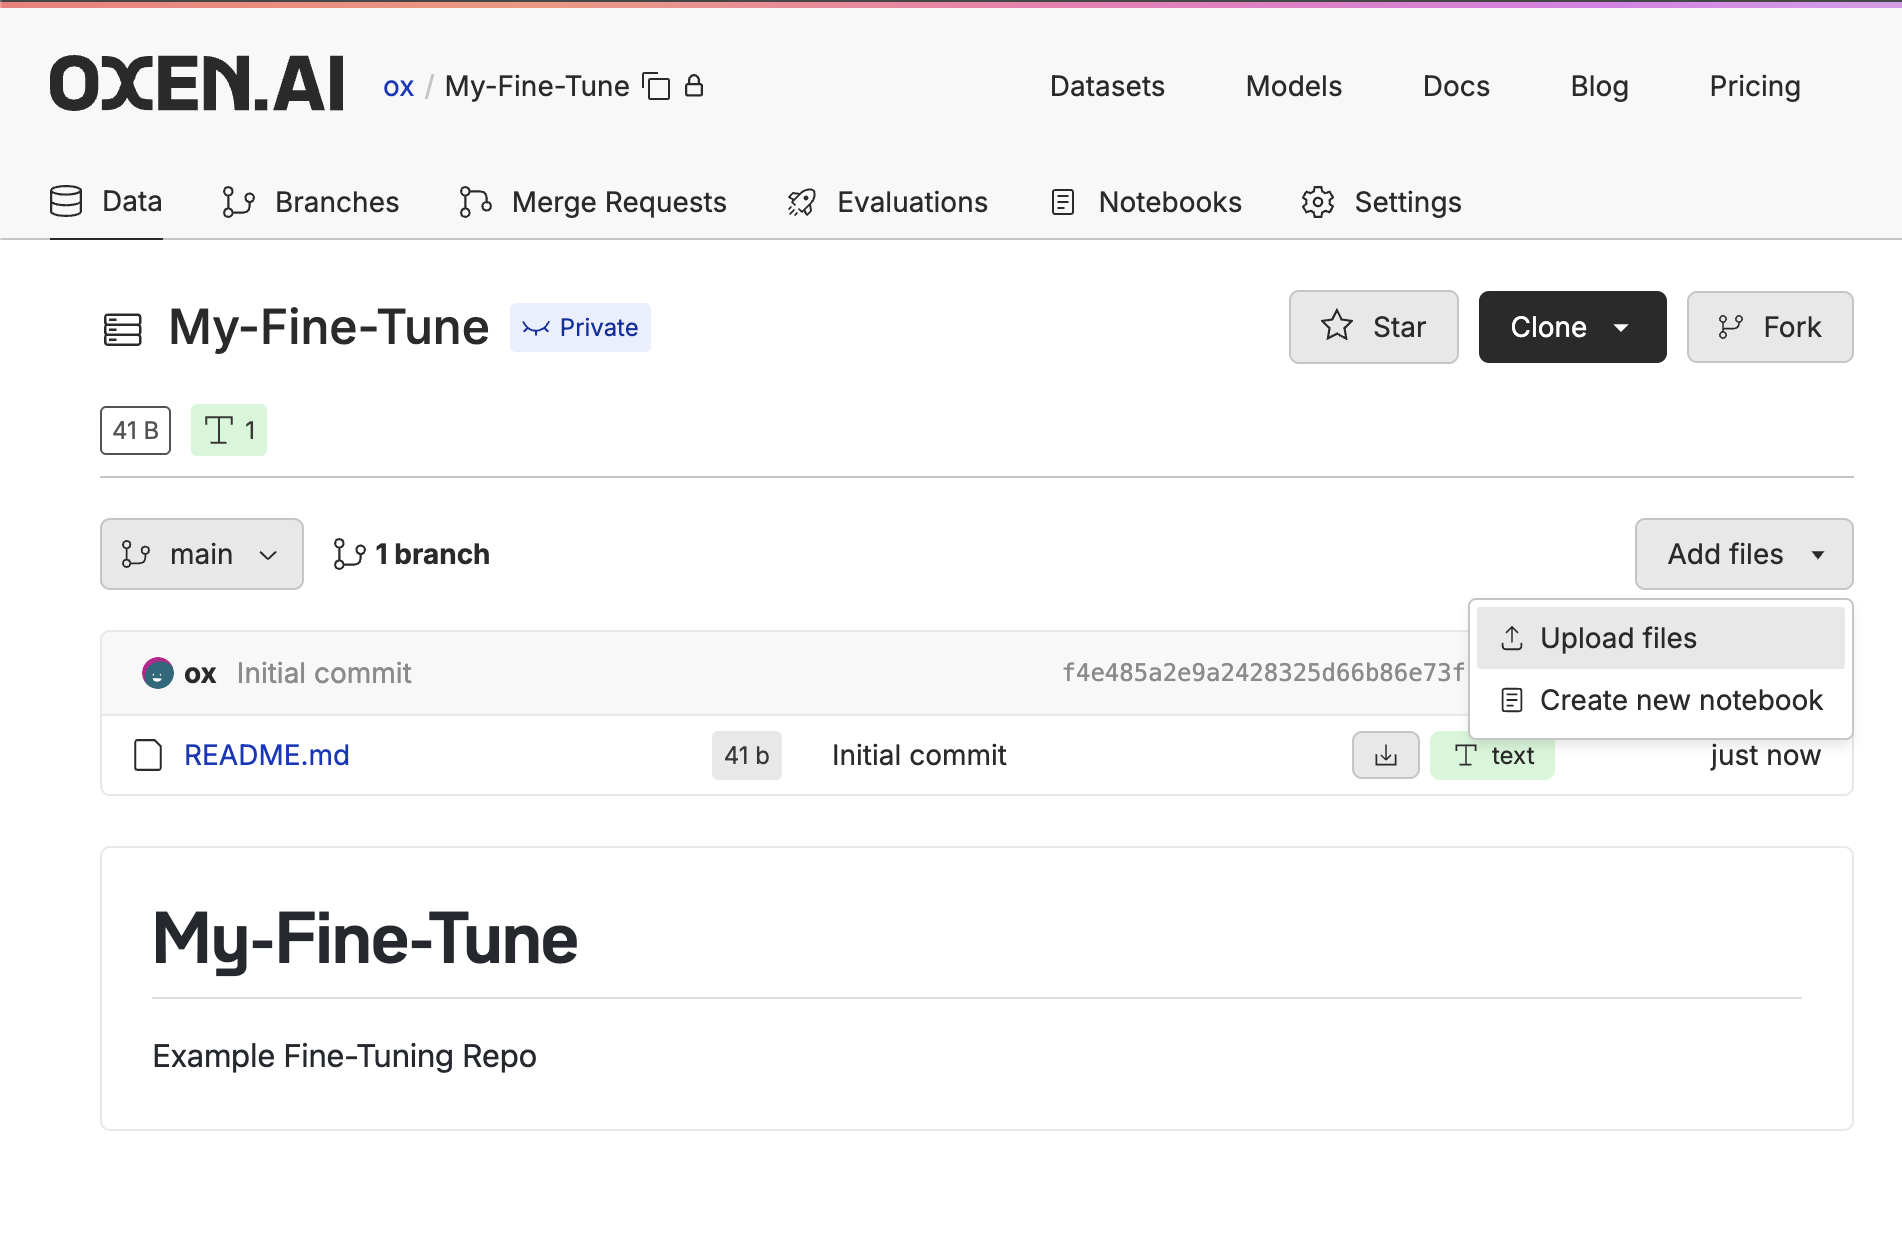 OXEN.AI ox / My-Fine-Tune Datasets Models Docs Blog Pricing
Data Branches Merge Requests Evaluations Notebooks Settings
My-Fine-Tune Private Star Clone Fork
41 B 1
main 1 branch Add files
Upload files
ox Initial commit f4e485a2e9a2428325d66b86e73f
Create new notebook
README.md 41 b Initial commit text just now
My-Fine-Tune
Example Fine-Tuning Repo